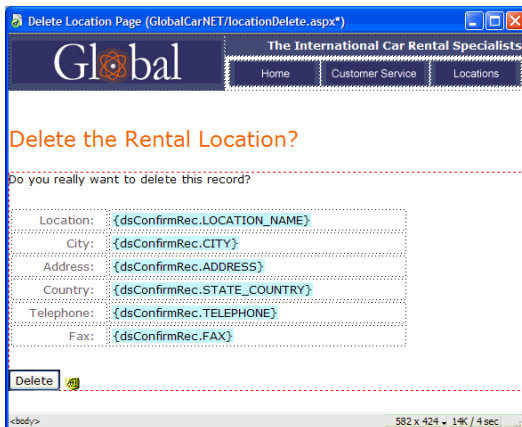 Delete Location Page (GlobalCarNET/locationDelete.aspx*)
Global
The International Car Rental Specialists
Home Customer Service Locations
Delete the Rental Location?
Do you really want to delete this record?
Location: {dsConfirmRec.LOCATION_NAME}
City: {dsConfirmRec.CITY}
Address: {dsConfirmRec.ADDRESS}
Country: {dsConfirmRec.STATE_COUNTRY}
Telephone: {dsConfirmRec.TELEPHONE}
Fax: {dsConfirmRec.FAX}
Delete
<body> 582 x 424 14K / 4 sec